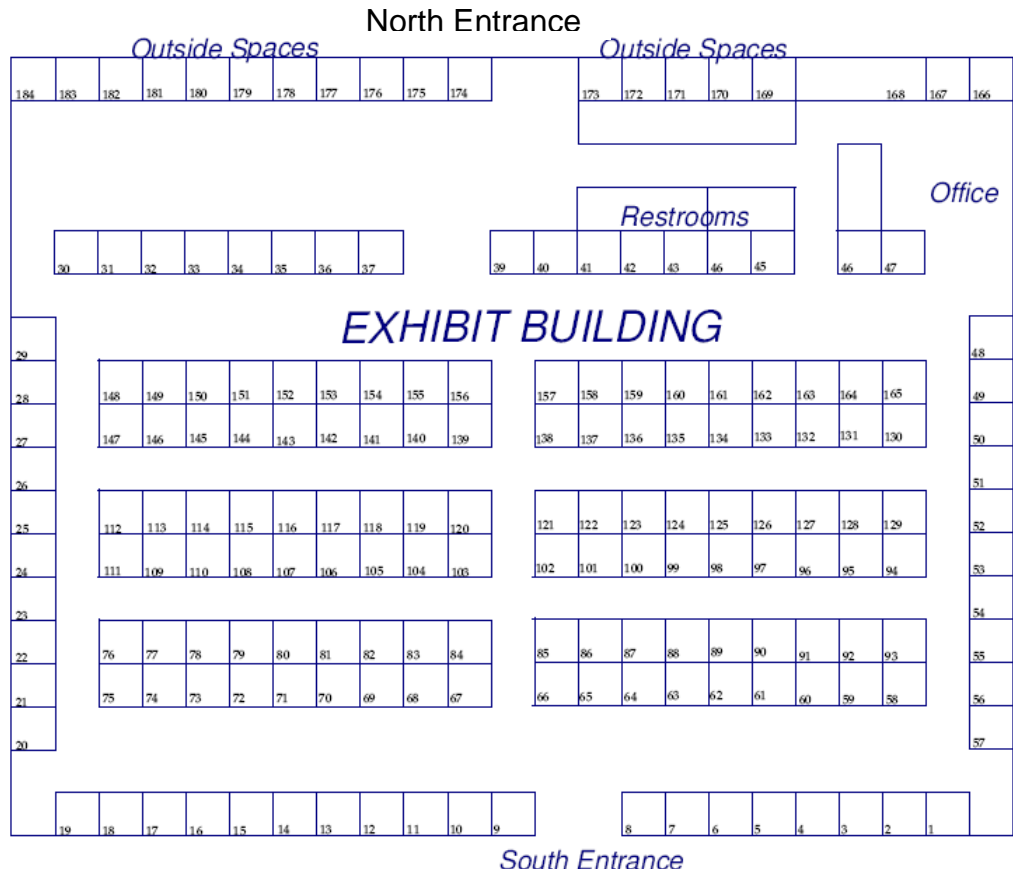 North Entrance
Outside Spaces Outside Spaces
184 183 182 181 180 179 178 177 176 175 174 173 172 171 170 169 168 167 166
Office
Restrooms
30 31 32 33 34 35 36 37 39 40 41 42 43 46 45 46 47
EXHIBIT BUILDING
29 48
28 148 149 150 151 152 153 154 155 156 157 158 159 160 161 162 163 164 165 49
27 147 146 145 144 143 142 141 140 139 138 137 136 135 134 133 132 131 130 50
26 51
25 112 113 114 115 116 117 118 119 120 121 122 123 124 125 126 127 128 129 52
24 111 109 110 108 107 106 105 104 103 102 101 100 99 98 97 96 95 94 53
23 54
22 76 77 78 79 80 81 82 83 84 85 86 87 88 89 90 91 92 93 55
21 75 74 73 72 71 70 69 68 67 66 65 64 63 62 61 60 59 58 56
20 57
19 18 17 16 15 14 13 12 11 10 9 8 7 6 5 4 3 2 1
South Entrance